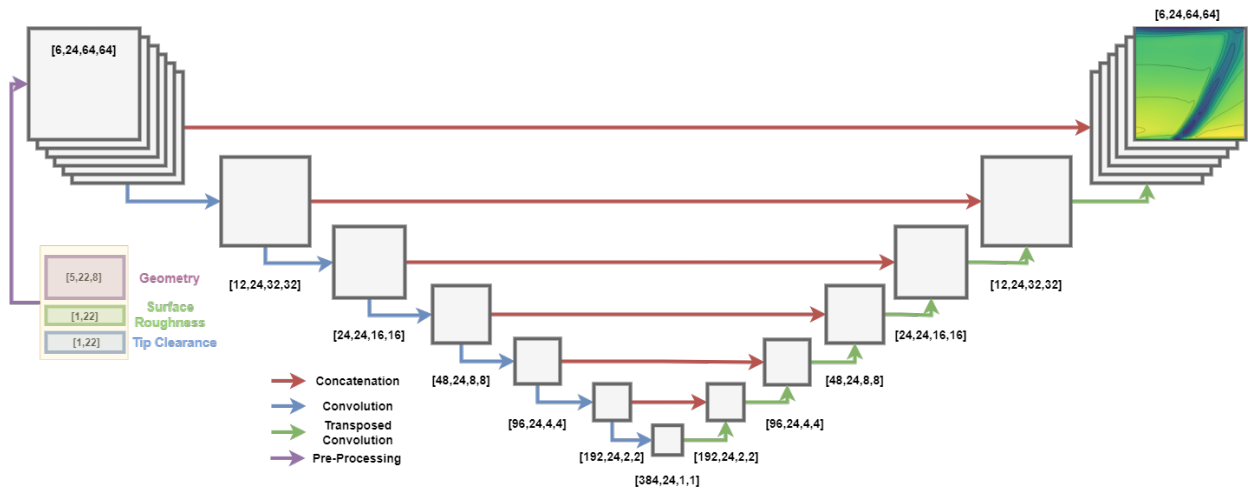 [6,24,64,64]
[6,24,64,64]
[5,22,8]
Geometry
[1,22]
Surface
Roughness
[1,22]
Tip Clearance
[12,24,32,32]
[12,24,32,32]
[24,24,16,16]
[24,24,16,16]
[48,24,8,8]
[48,24,8,8]
[96,24,4,4]
[96,24,4,4]
[192,24,2,2]
[192,24,2,2]
[384,24,1,1]
Concatenation
Convolution
Transposed
Convolution
Pre-Processing